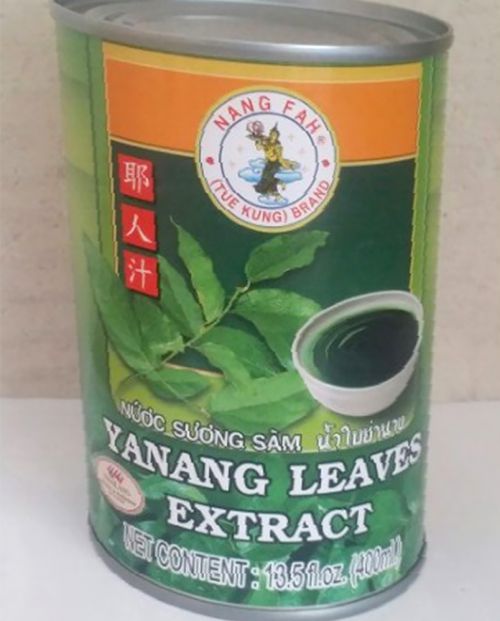 NANG FAH
®
(TUE KUNG) BRAND
耶
人
汁
NƯỚC SƯƠNG SÂM น้ำใบย่านาง
YANANG LEAVES
EXTRACT
NET CONTENT : 13.5 fl.oz. (400ml.)